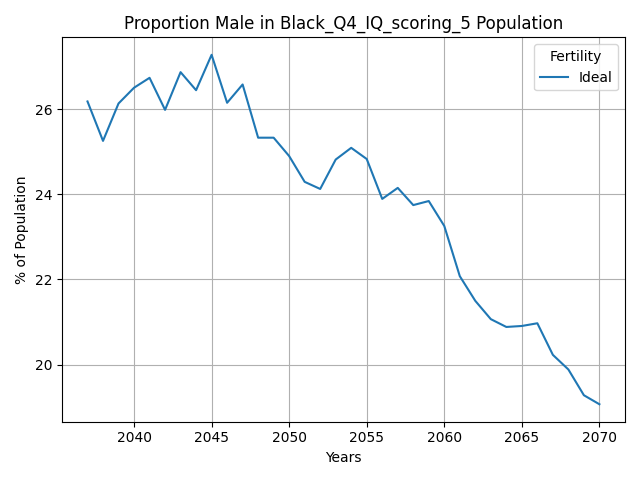 Proportion Male in Black_Q4_IQ_scoring_5 Population
Fertility
Ideal
% of Population
26
24
22
20
2040 2045 2050 2055 2060 2065 2070
Years